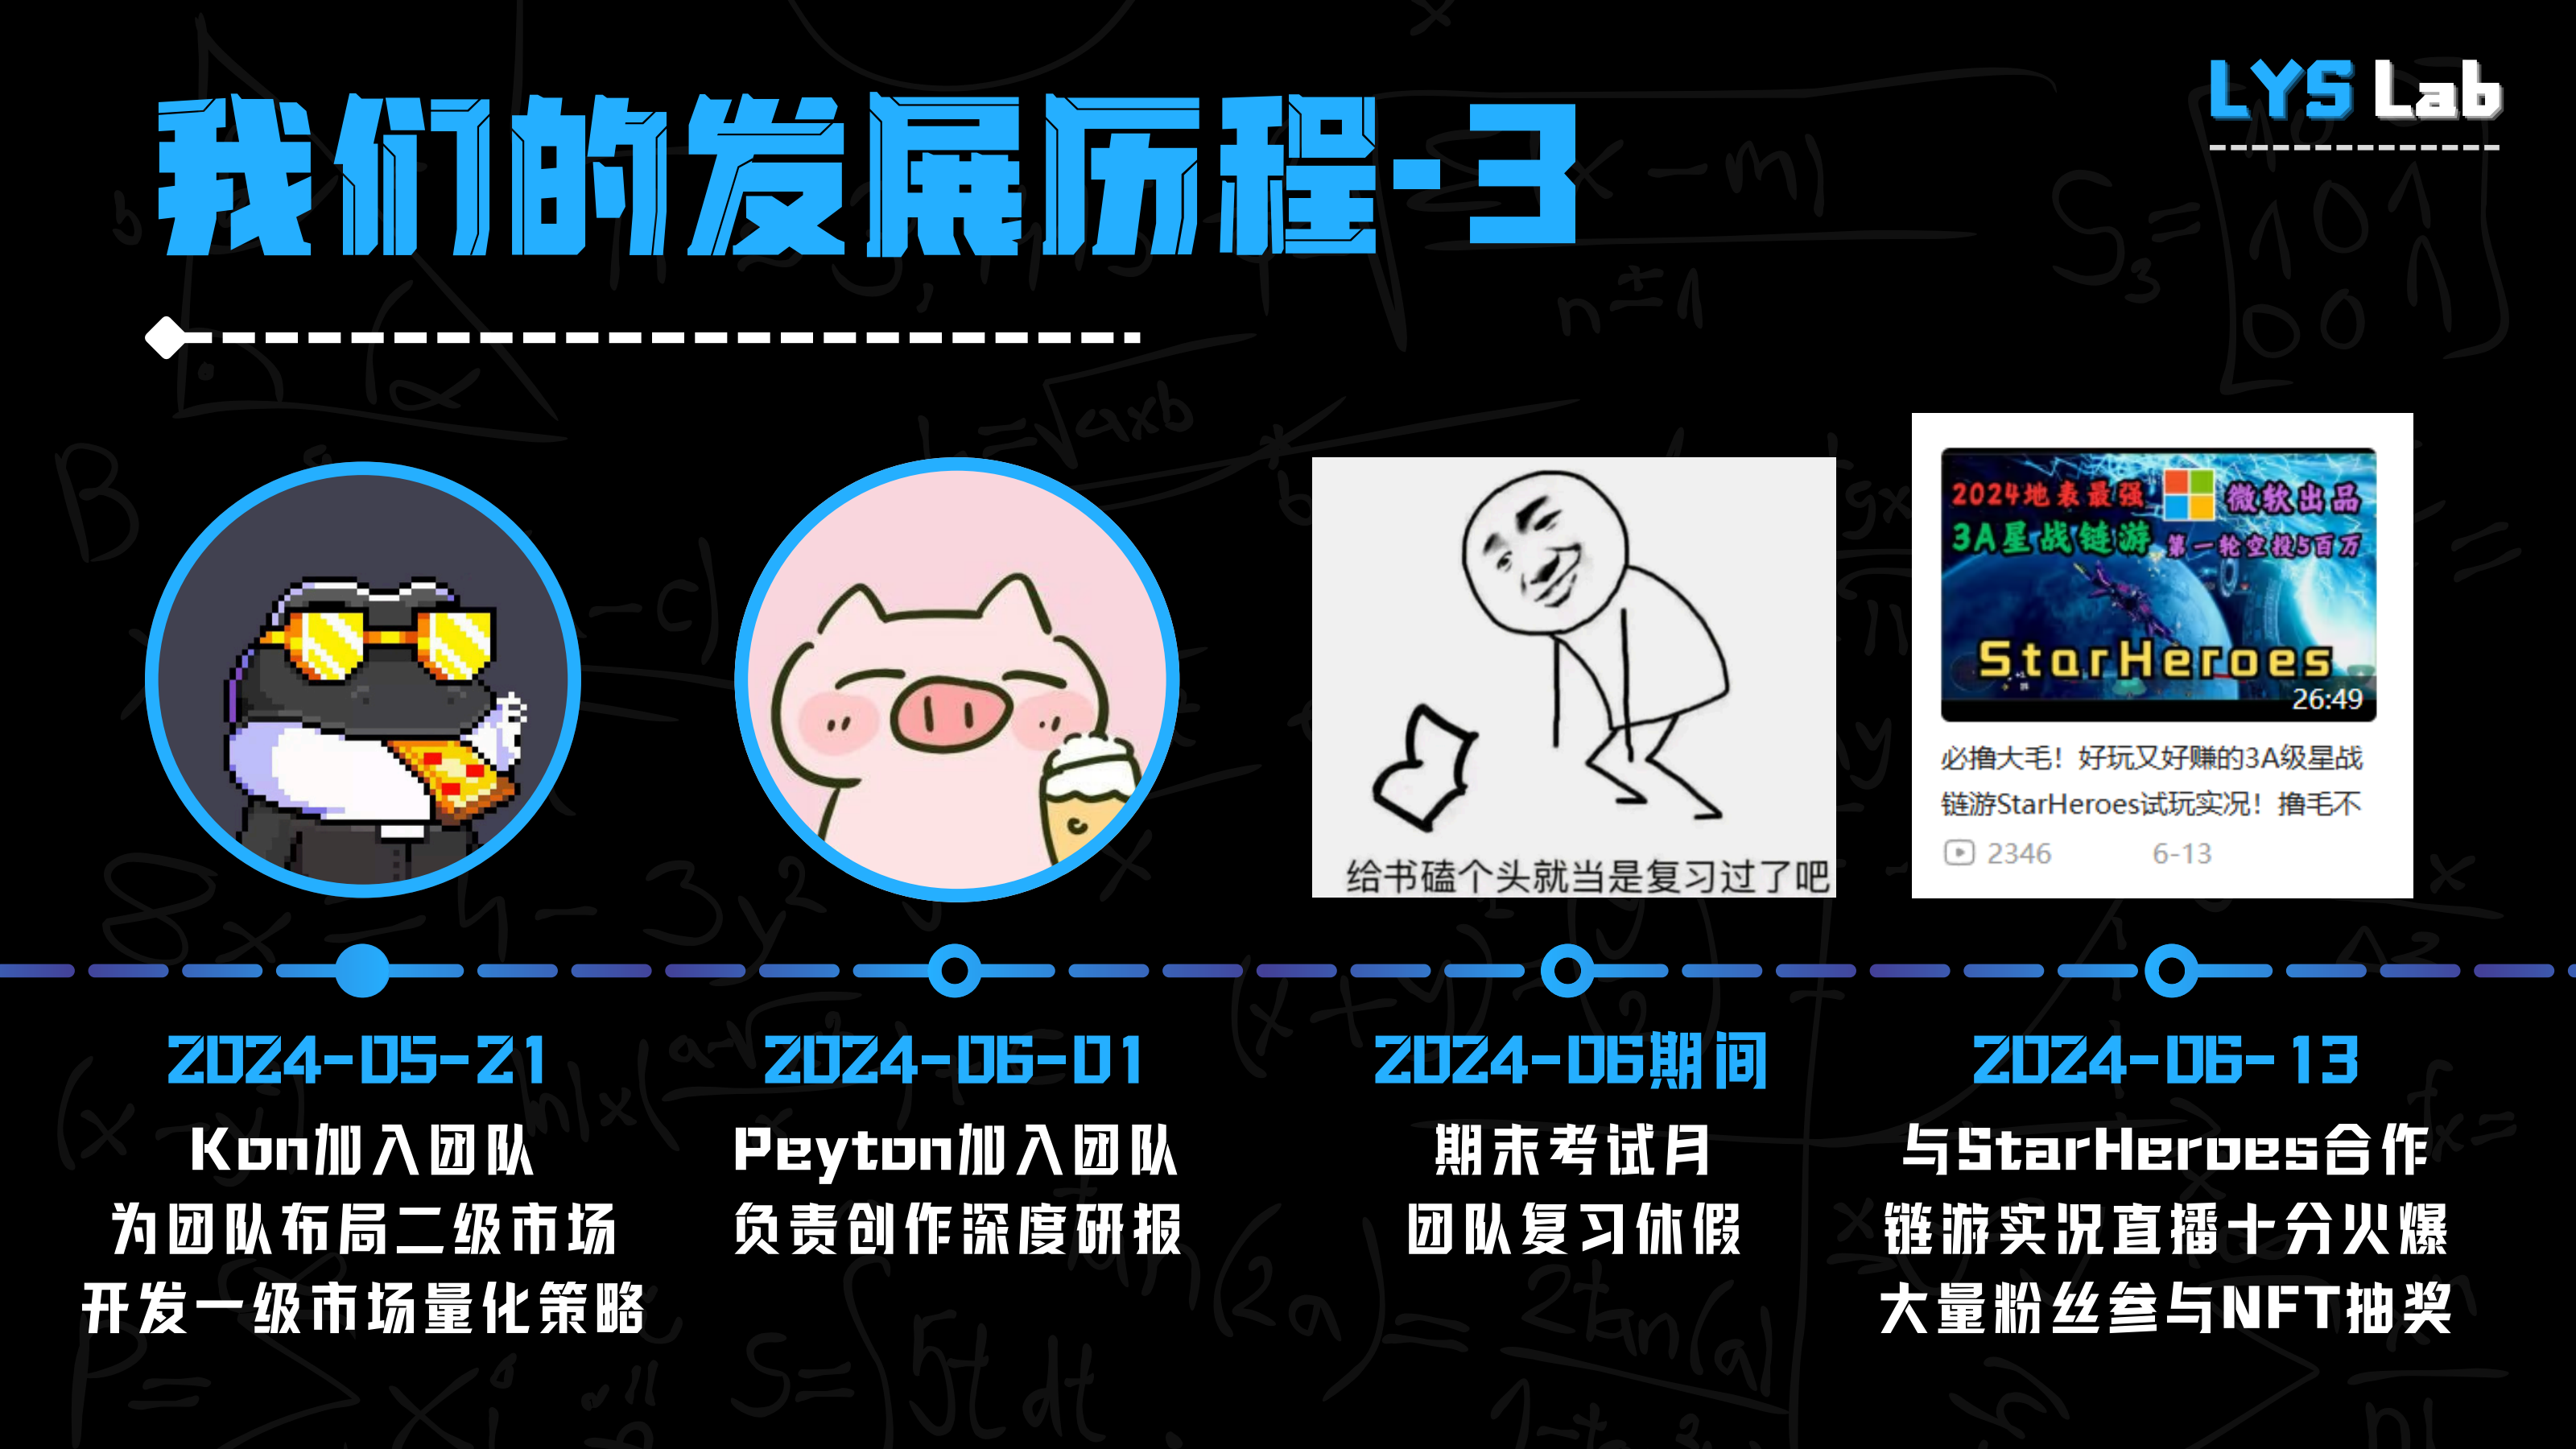 我们的发展历程-3
LYS Lab
2024地表最强 微软出品
3A星战链游 第一轮空投5百万
StarHeroes
26:49
必撸大毛！好玩又好赚的3A级星战
链游StarHeroes试玩实况！撸毛不
2346 6-13
给书磕个头就当是复习过了吧
2024-05-21
Kon加入团队
为团队布局二级市场
开发一级市场量化策略
2024-06-01
Peyton加入团队
负责创作深度研报
2024-06期间
期末考试月
团队复习休假
2024-06-13
与StarHeroes合作
链游实况直播十分火爆
大量粉丝参与NFT抽奖